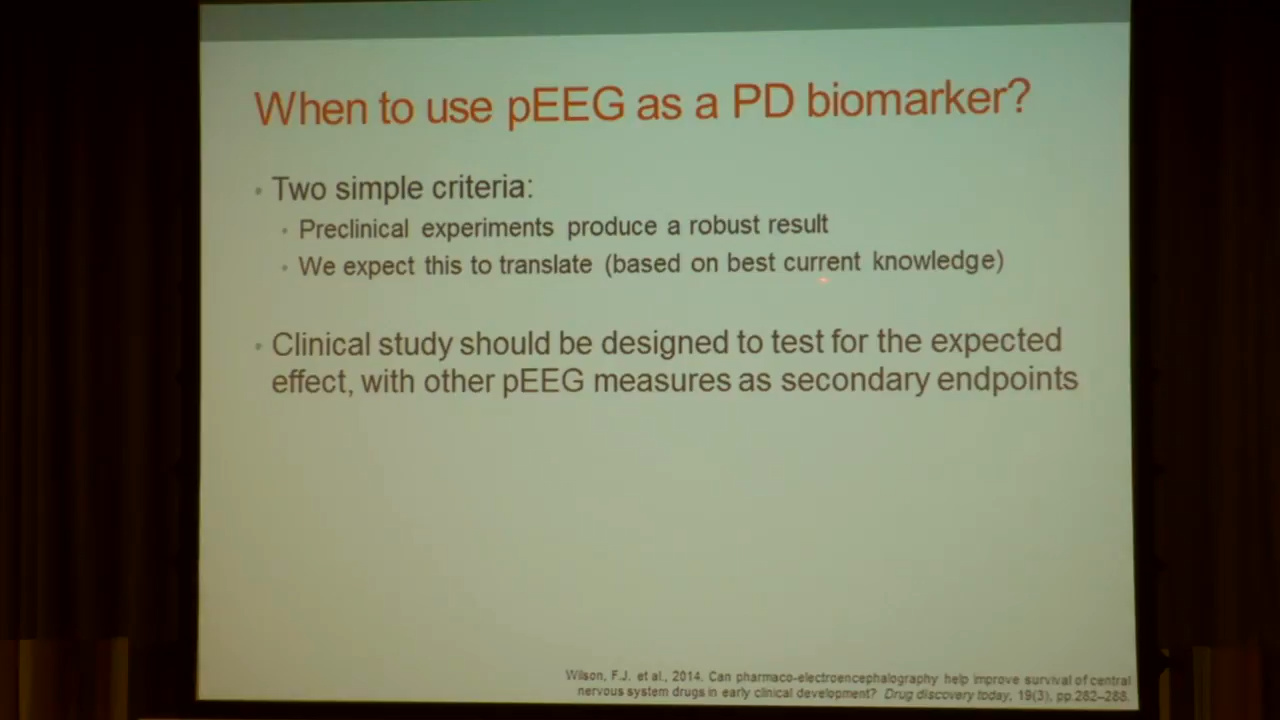 When to use pEEG as a PD biomarker?
• Two simple criteria:
• Preclinical experiments produce a robust result
• We expect this to translate (based on best current knowledge)
• Clinical study should be designed to test for the expected
effect, with other pEEG measures as secondary endpoints
Wilson, F.J. et al., 2014. Can pharmaco-electroencephalography help improve survival of central
nervous system drugs in early clinical development? Drug discovery today, 19(3), pp.282–288.